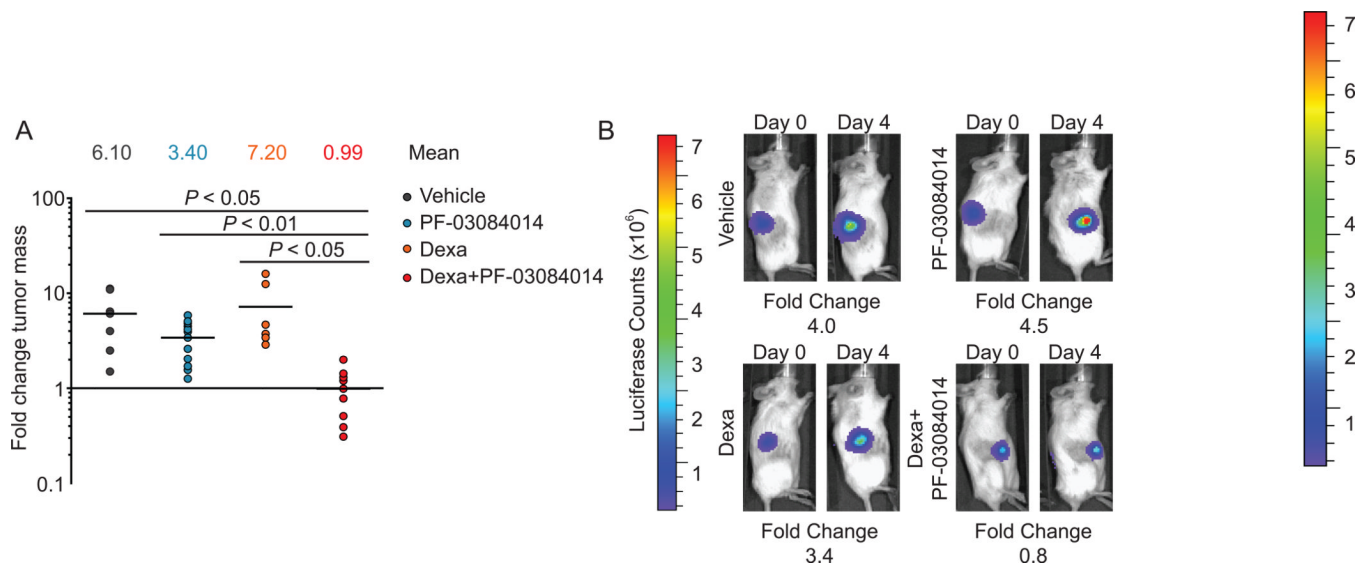 A
6.10 3.40 7.20 0.99 Mean
Vehicle
PF-03084014
Dexa
Dexa+PF-03084014
P < 0.05
P < 0.01
P < 0.05
Fold change tumor mass
100
10
1
0.1
B
Luciferase Counts (x10⁶)
7
6
5
4
3
2
1
Vehicle
Day 0 Day 4
Fold Change
4.0
PF-03084014
Day 0 Day 4
Fold Change
4.5
Dexa
Day 0 Day 4
Fold Change
3.4
Dexa+
PF-03084014
Day 0 Day 4
Fold Change
0.8
7
6
5
4
3
2
1